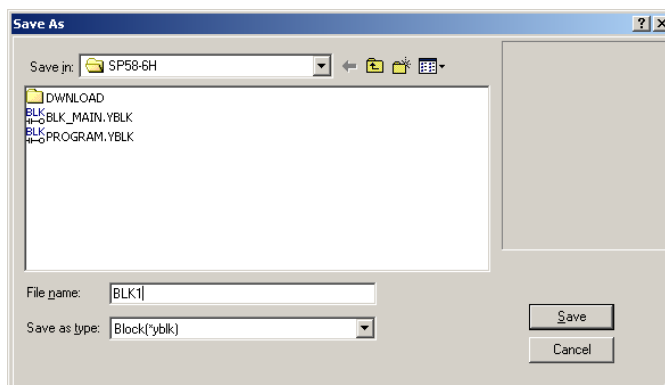 Save As
Save in: SP58-6H
DWNLOAD
BLK BLK_MAIN.YBLK
BLK PROGRAM.YBLK
File name: BLK1
Save as type: Block(*yblk)
Save
Cancel